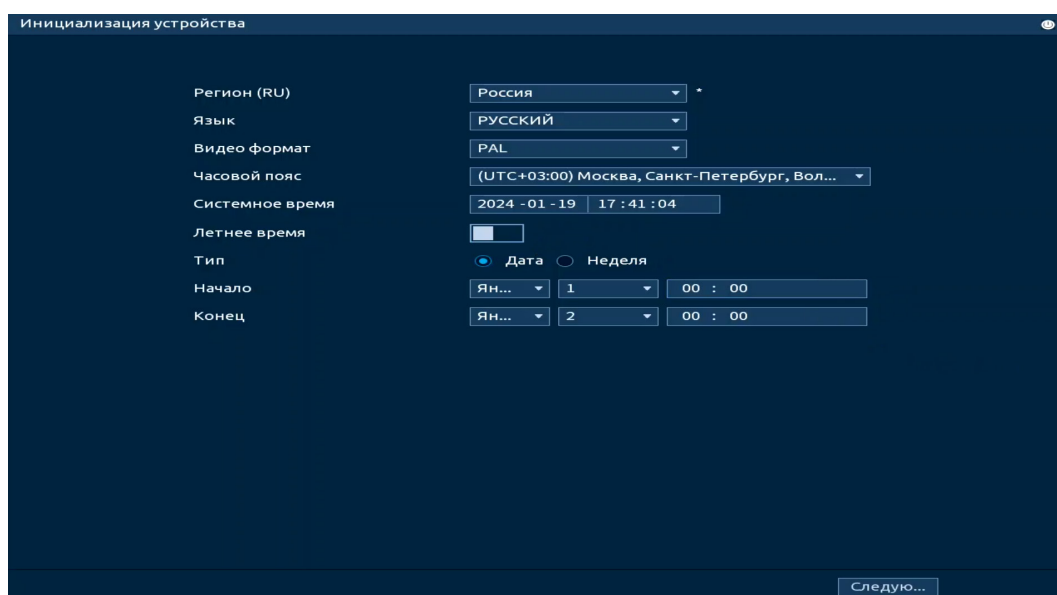 Инициализация устройства
Регион (RU) Россия *
Язык РУССКИЙ
Видео формат PAL
Часовой пояс (UTC+03:00) Москва, Санкт-Петербург, Вол...
Системное время 2024 -01 -19 17 :41 :04
Летнее время
Тип Дата Неделя
Начало Ян... 1 00 : 00
Конец Ян... 2 00 : 00
Следую...